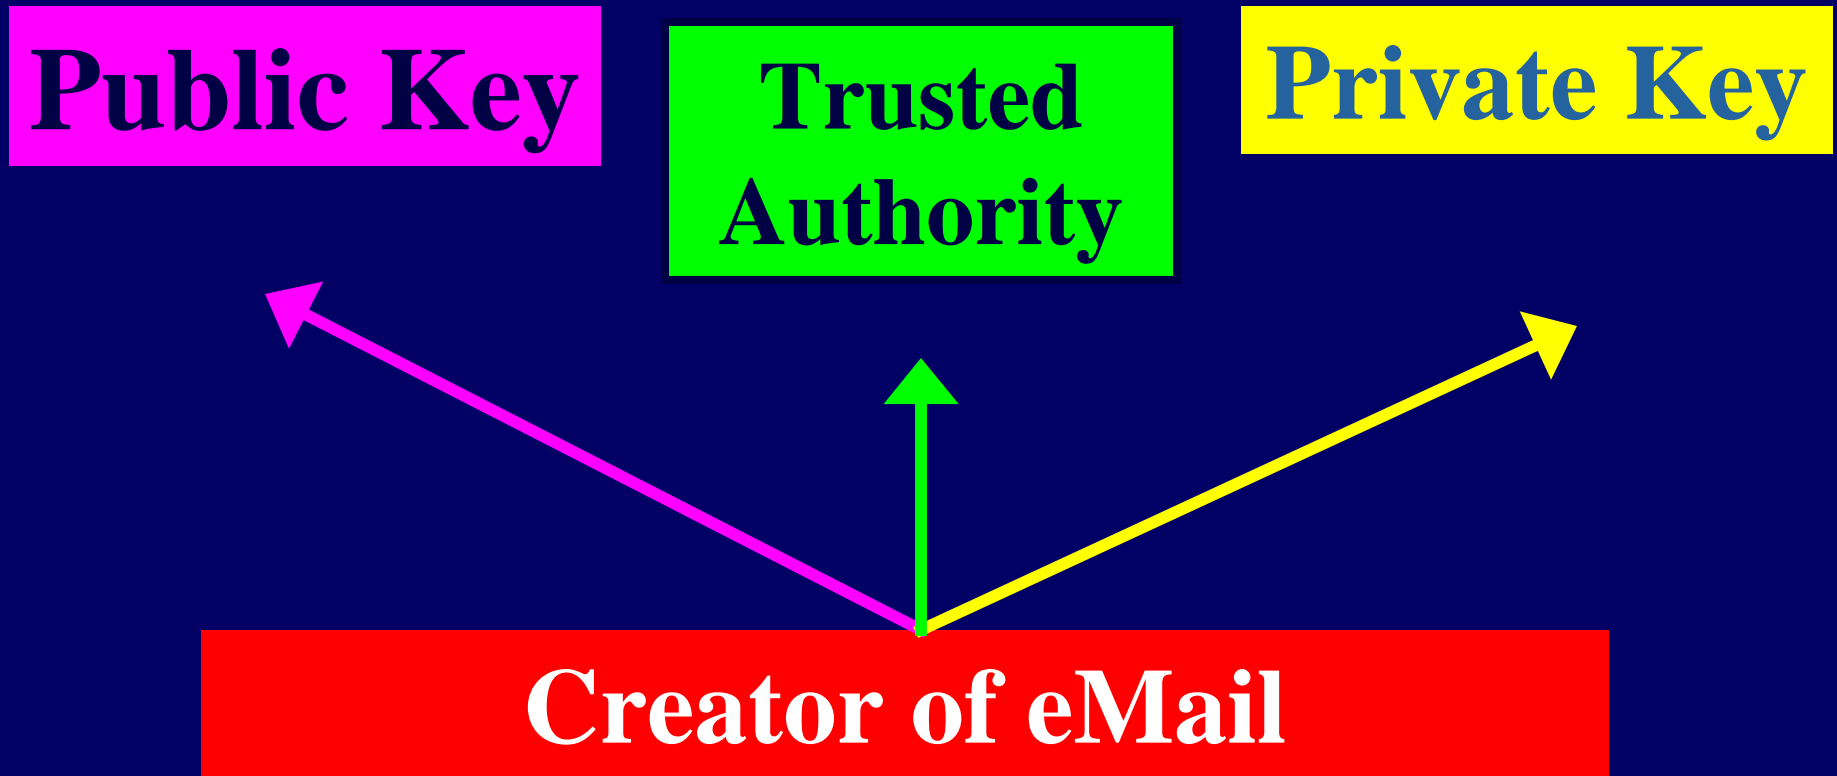 Public Key
Trusted
Authority
Private Key
Creator of eMail